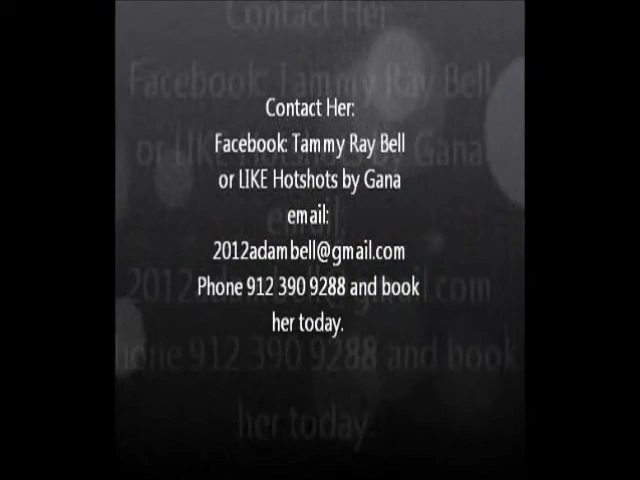 Contact Her:
Facebook: Tammy Ray Bell
or LIKE Hotshots by Gana
email:
2012adambell@gmail.com
Phone 912 390 9288 and book
her today.